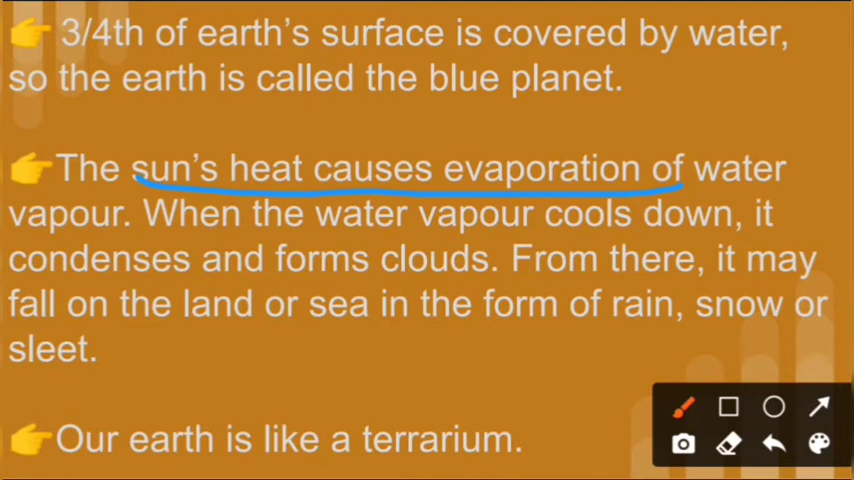 👉 3/4th of earth's surface is covered by water,
so the earth is called the blue planet.
👉The sun's heat causes evaporation of water
vapour. When the water vapour cools down, it
condenses and forms clouds. From there, it may
fall on the land or sea in the form of rain, snow or
sleet.
👉Our earth is like a terrarium.